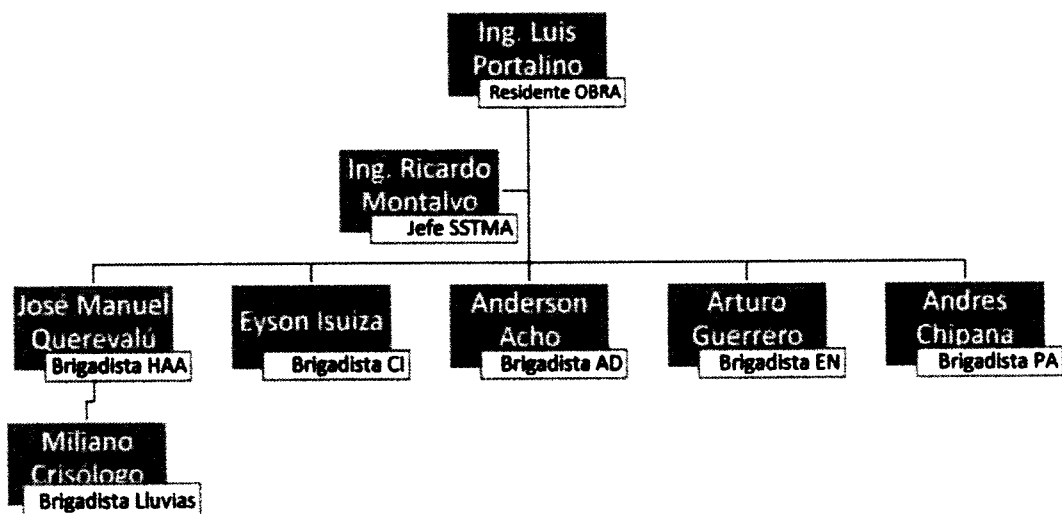 Ing. Luis
Portalino
Residente OBRA
Ing. Ricardo
Montalvo
Jefe SSTMA
José Manuel
Querevalú
Brigadista HAA
Eyson Isuiza
Brigadista CI
Anderson
Acho
Brigadista AD
Arturo
Guerrero
Brigadista EN
Andres
Chipana
Brigadista PA
Miliano
Crisólogo
Brigadista Lluvias